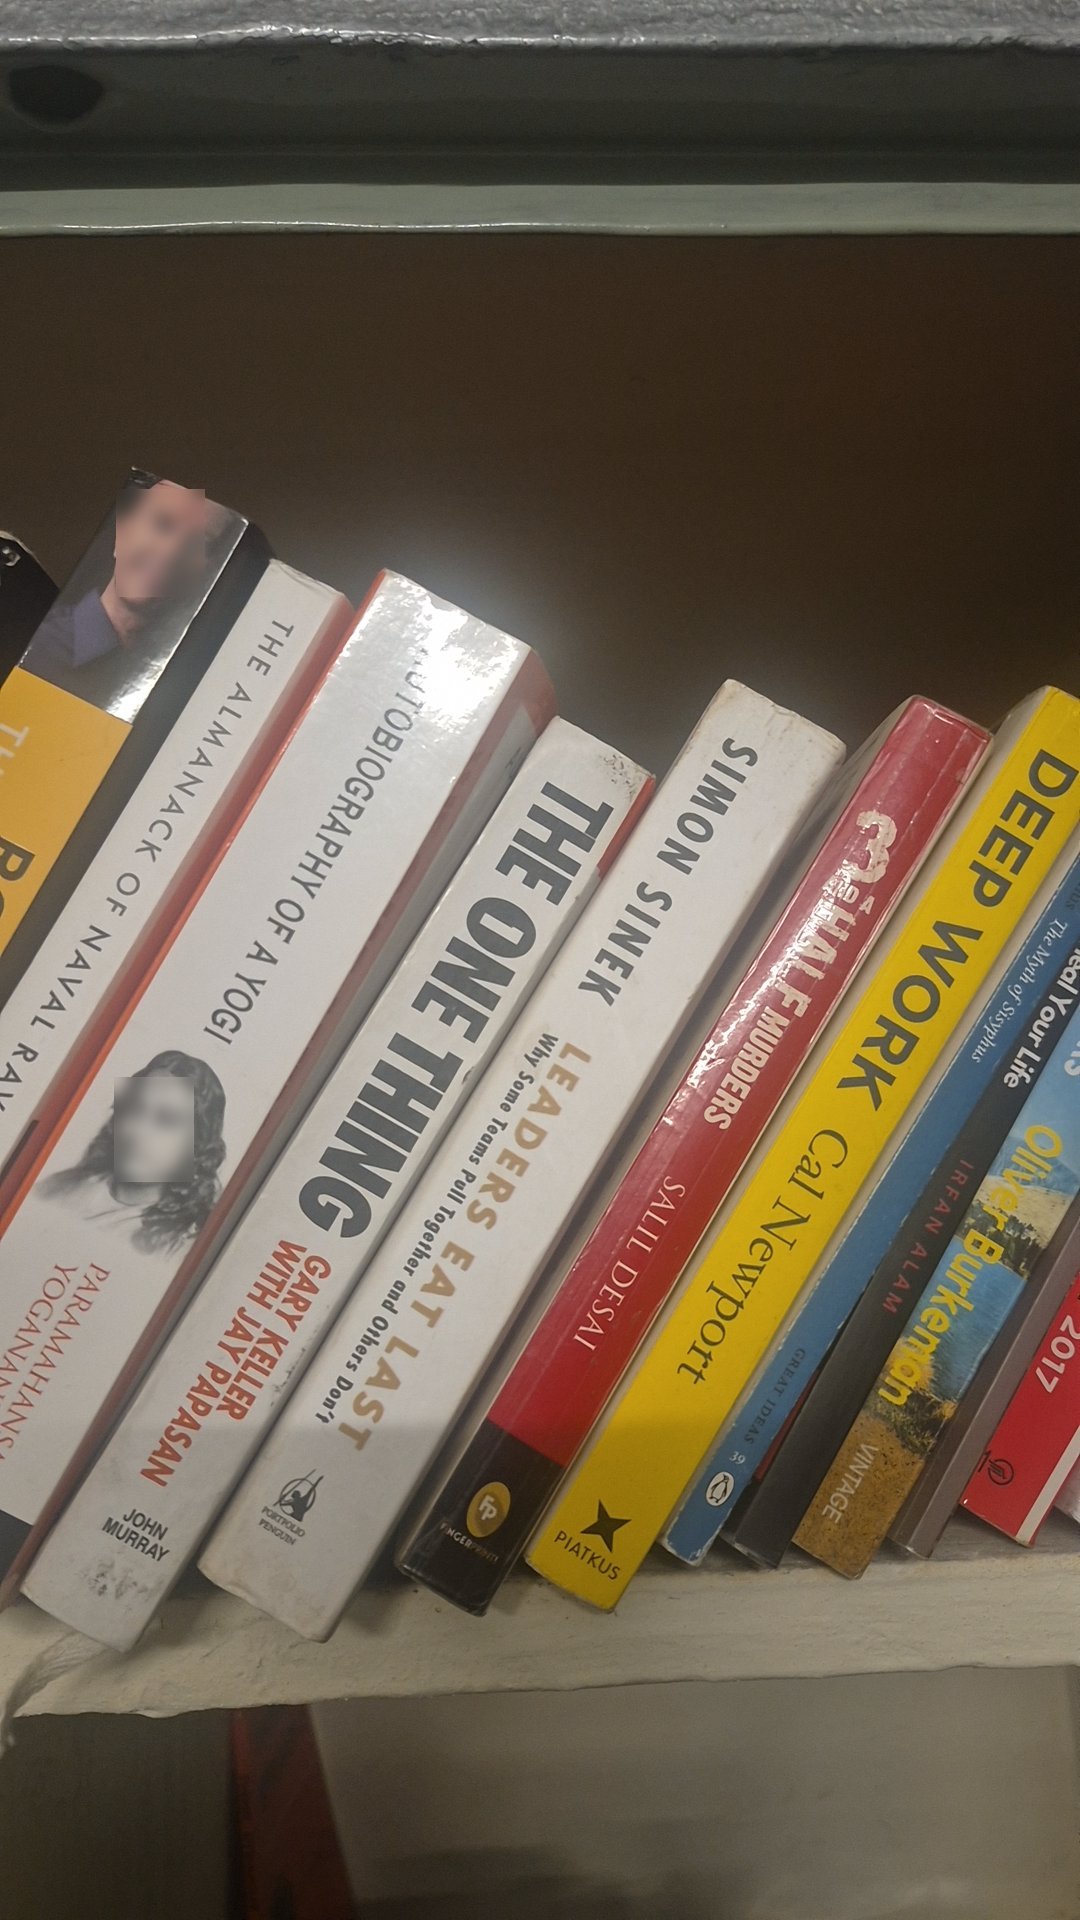 THE ALMANACK OF NAVAL
AUTOBIOGRAPHY OF A YOGI
PARAMAHANSA
THE ONE THING
GARY KELLER
WITH JAY PAPASAN
JOHN
MURRAY
SIMON SINEK
LEADERS EAT LAST
Why Some Teams Pull Together and Others Don't
PORTFOLIO
PENGUIN
3
AND A
HALF MURDERS
SALIL DESAI
FP
FINGERPRINT!
DEEP WORK
Cal Newport
PIATKUS
The Myth of Sisyphus
GREAT IDEAS
39
Your Life
IRFAN ALAM
Oliver Burkeman
VINTAGE
2017